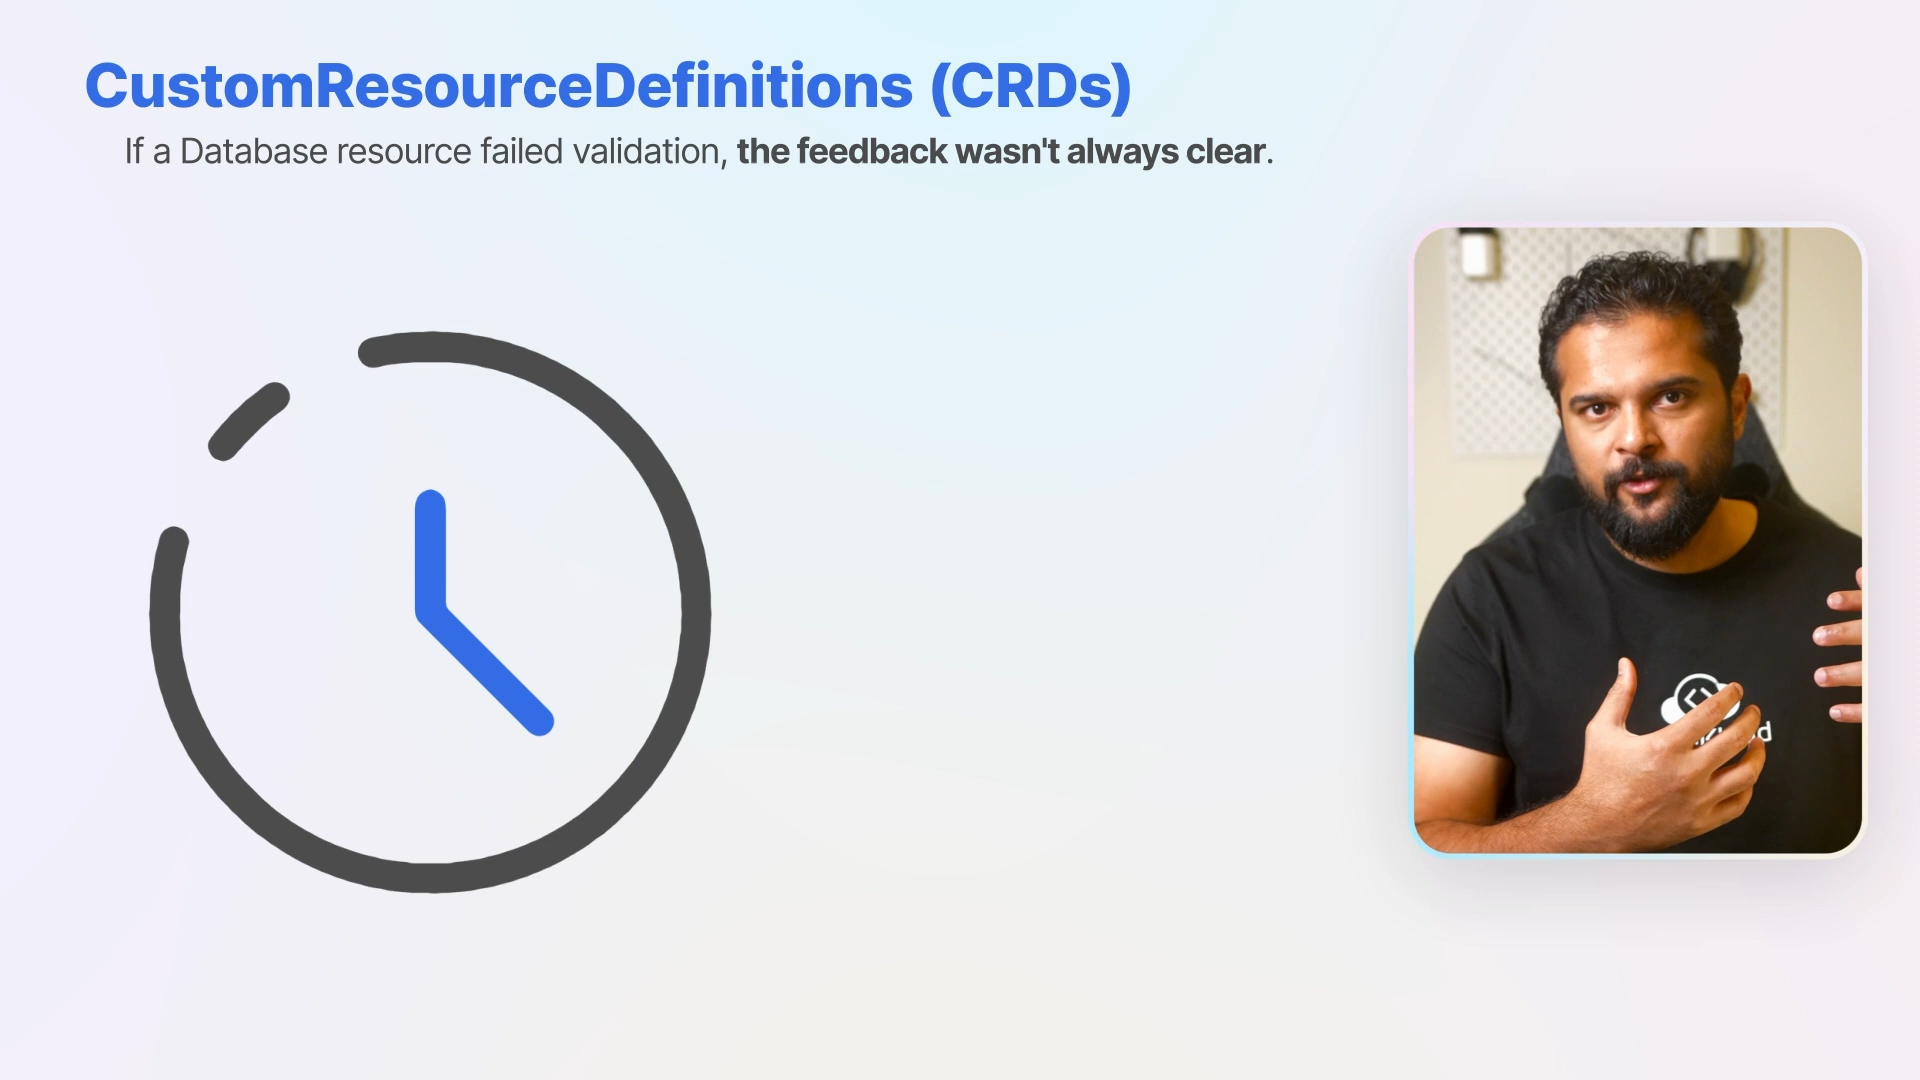 CustomResourceDefinitions (CRDs)
If a Database resource failed validation, the feedback wasn't always clear.